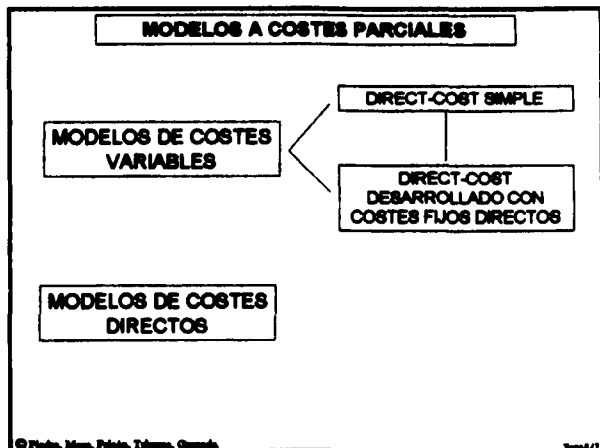 MODELOS A COSTES PARCIALES
DIRECT-COST SIMPLE
MODELOS DE COSTES
VARIABLES
DIRECT-COST
DESARROLLADO CON
COSTES FIJOS DIRECTOS
MODELOS DE COSTES
DIRECTOS
©